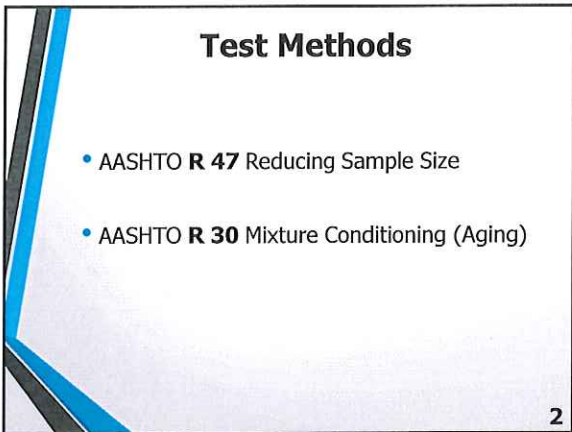 Test Methods
• AASHTO R 47 Reducing Sample Size
• AASHTO R 30 Mixture Conditioning (Aging)
2